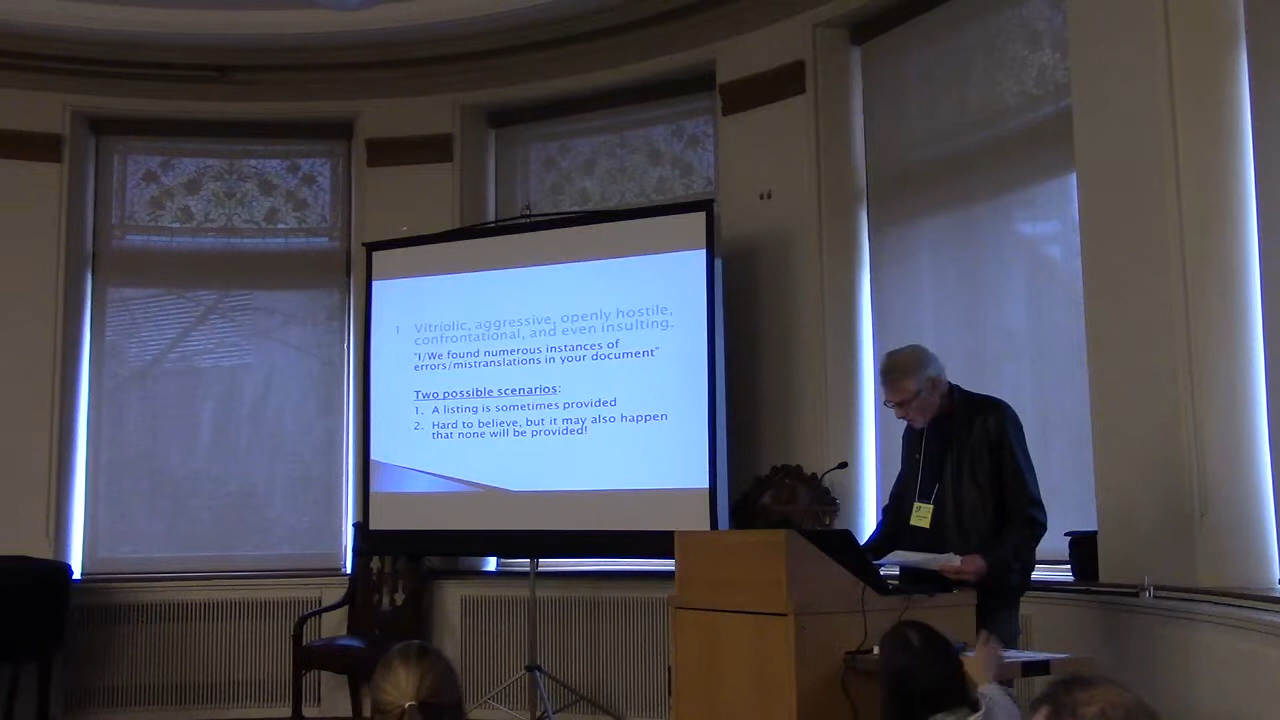 1 Vitriolic, aggressive, openly hostile,
confrontational, and even insulting.
"I/We found numerous instances of
errors/mistranslations in your document"
Two possible scenarios:
1. A listing is sometimes provided
2. Hard to believe, but it may also happen
that none will be provided!